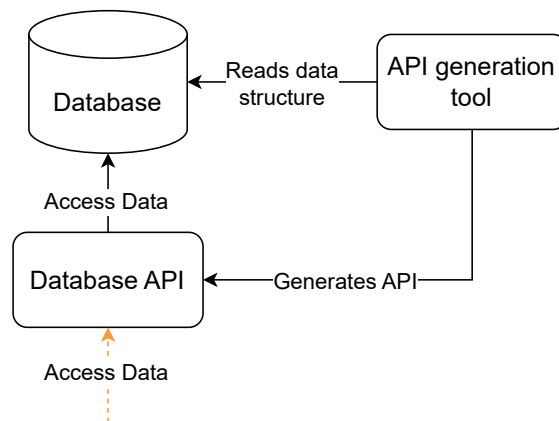 Database
Reads data
structure
API generation
tool
Access Data
Database API
Generates API
Access Data